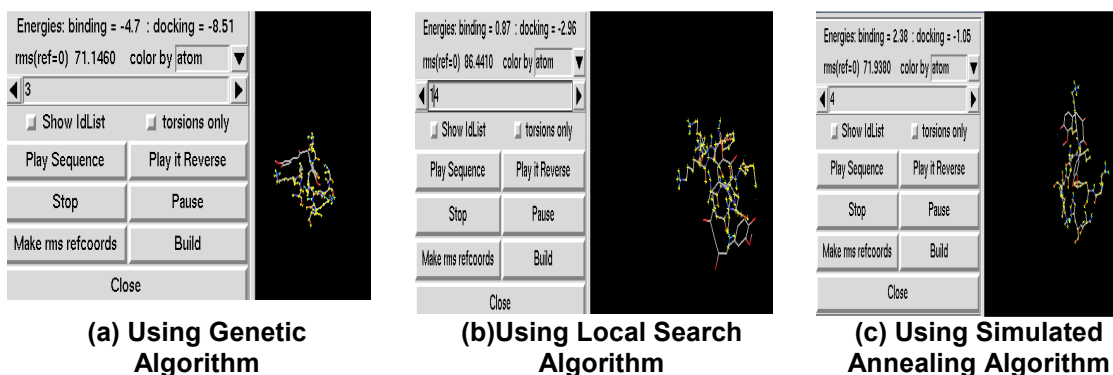 Energies: binding = -4.7 : docking = -8.51
rms(ref=0) 71.1460 color by atom
3
Show IdList torsions only
Play Sequence Play it Reverse
Stop Pause
Make rms refcoords Build
Close
(a) Using Genetic
Algorithm
Energies: binding = 0.87 : docking = -2.96
rms(ref=0) 86.4410 color by atom
14
Show IdList torsions only
Play Sequence Play it Reverse
Stop Pause
Make rms refcoords Build
Close
(b)Using Local Search
Algorithm
Energies: binding = 2.38 : docking = -1.05
rms(ref=0) 71.9380 color by atom
4
Show IdList torsions only
Play Sequence Play it Reverse
Stop Pause
Make rms refcoords Build
Close
(c) Using Simulated
Annealing Algorithm